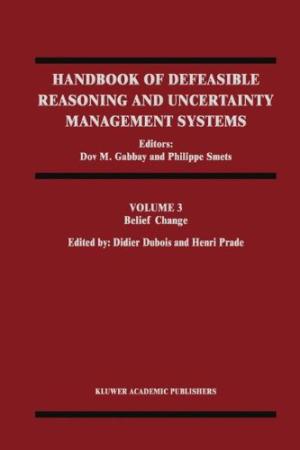 HANDBOOK OF DEFEASIBLE
REASONING AND UNCERTAINTY
MANAGEMENT SYSTEMS
Editors:
Dov M. Gabbay and Philippe Smets
VOLUME 3
Belief Change
Edited by: Didier Dubois and Henri Prade
KLUWER ACADEMIC PUBLISHERS